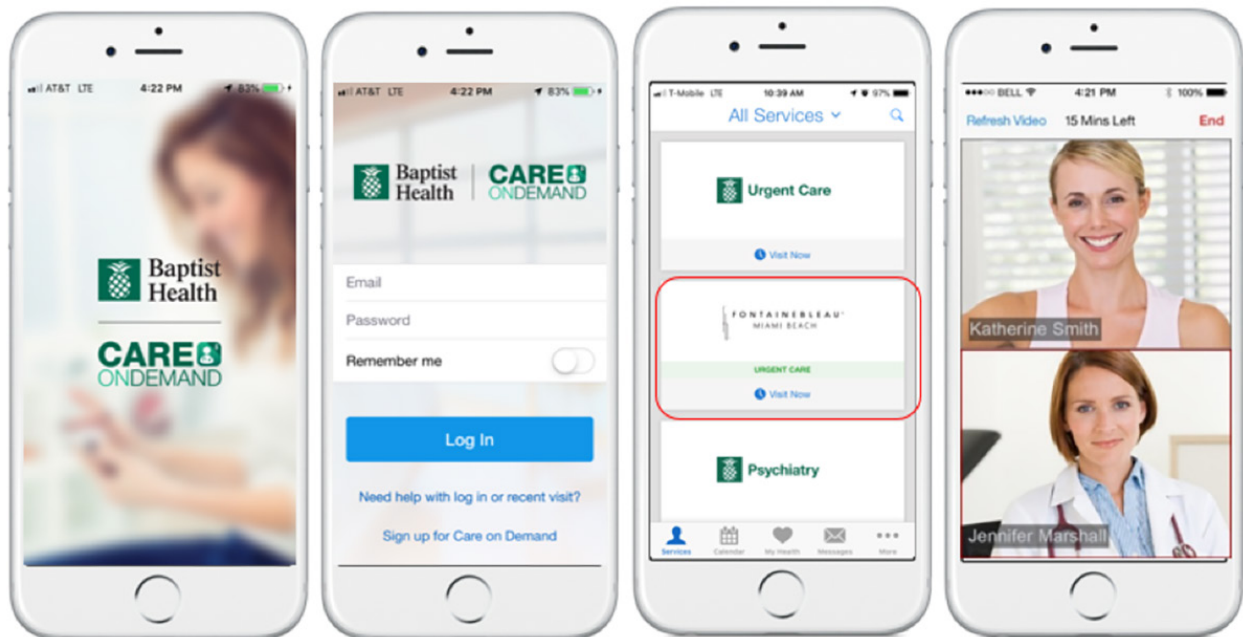 AT&T LTE 4:22 PM 83%
Baptist
Health
CARE
ONDEMAND
AT&T LTE 4:22 PM 83%
Baptist
Health
CARE
ONDEMAND
Email
Password
Remember me
Log In
Need help with log in or recent visit?
Sign up for Care on Demand
T-Mobile LTE 10:39 AM 97%
All Services
Urgent Care
Visit Now
FONTAINEBLEAU
MIAMI BEACH
URGENT CARE
Visit Now
Psychiatry
Services Calendar My Health Messages More
BELL 4:21 PM 100%
Refresh Video 15 Mins Left End
Katherine Smith
Jennifer Marshall